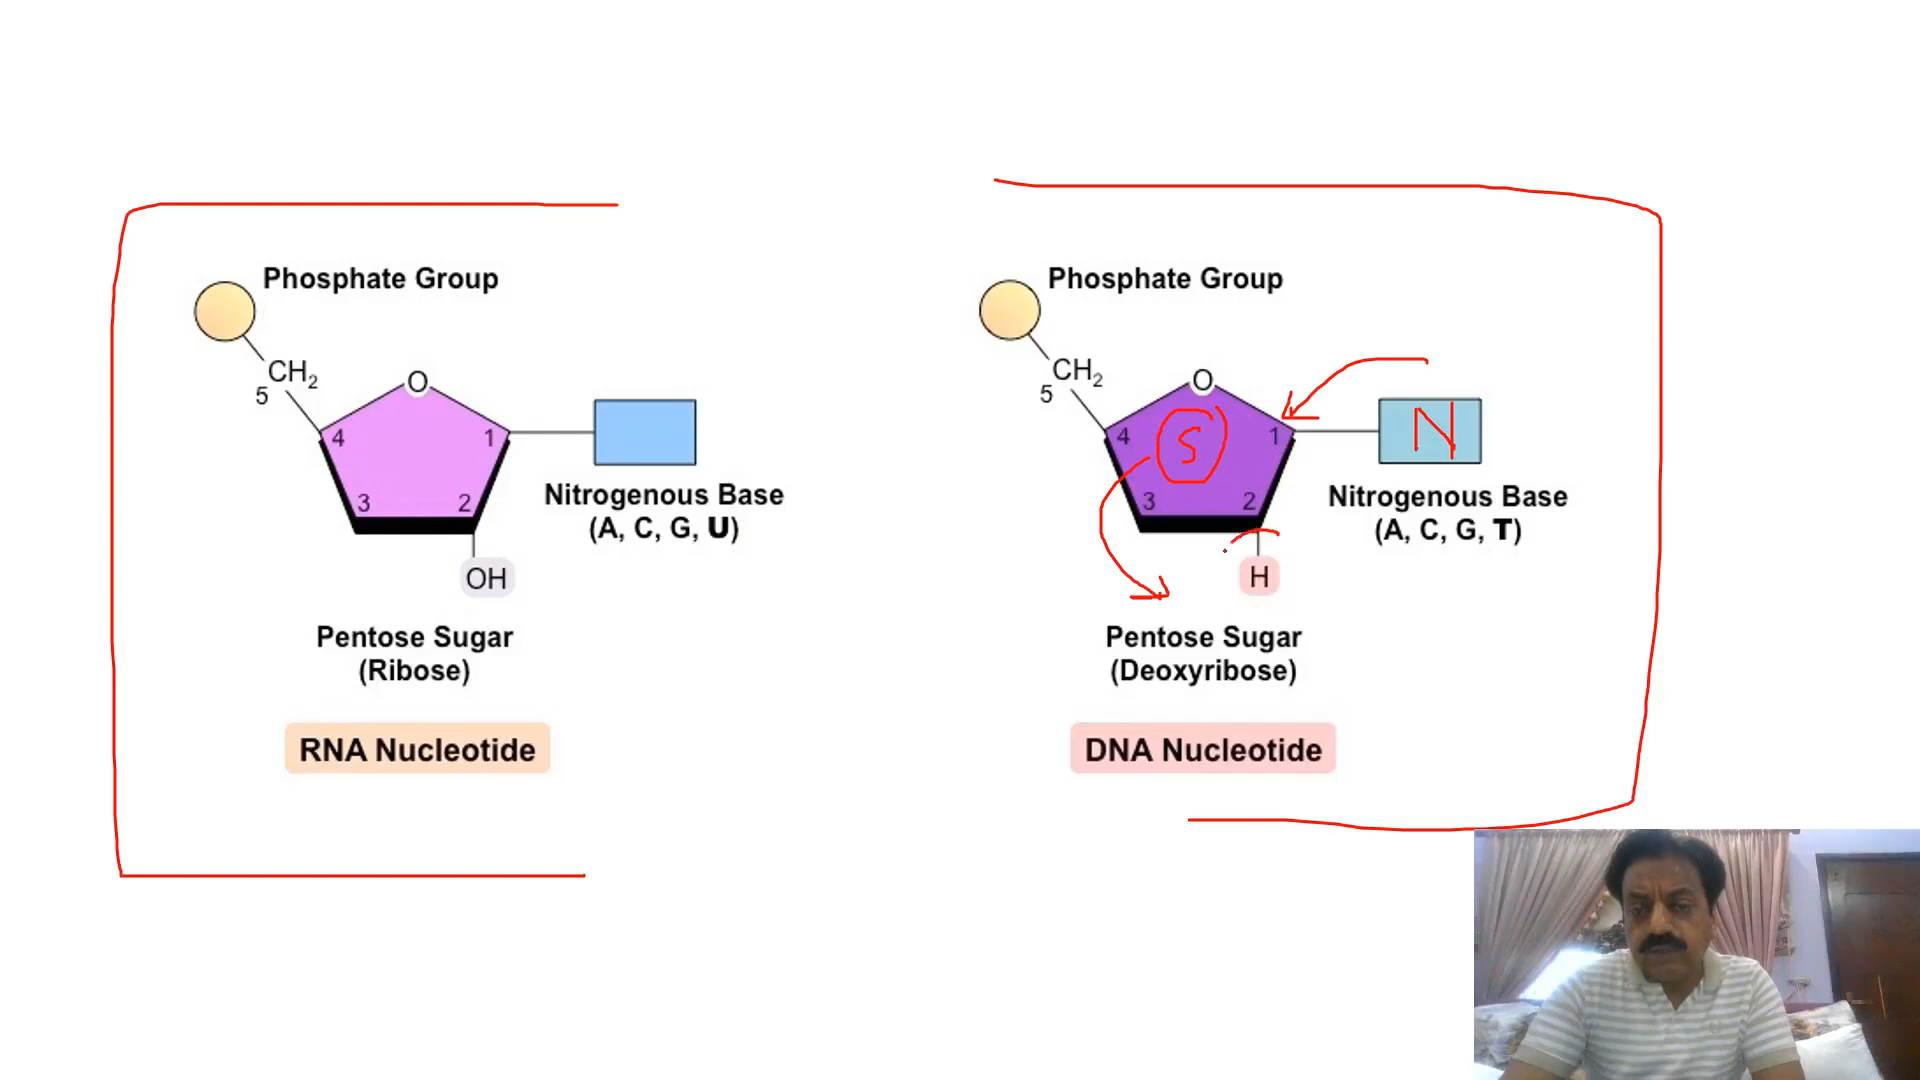 Phosphate Group
CH₂
5
O
4
1
3
2
Nitrogenous Base
(A, C, G, U)
OH
Pentose Sugar
(Ribose)
RNA Nucleotide
Phosphate Group
CH₂
5
O
4
S
1
N
3
2
Nitrogenous Base
(A, C, G, T)
H
Pentose Sugar
(Deoxyribose)
DNA Nucleotide